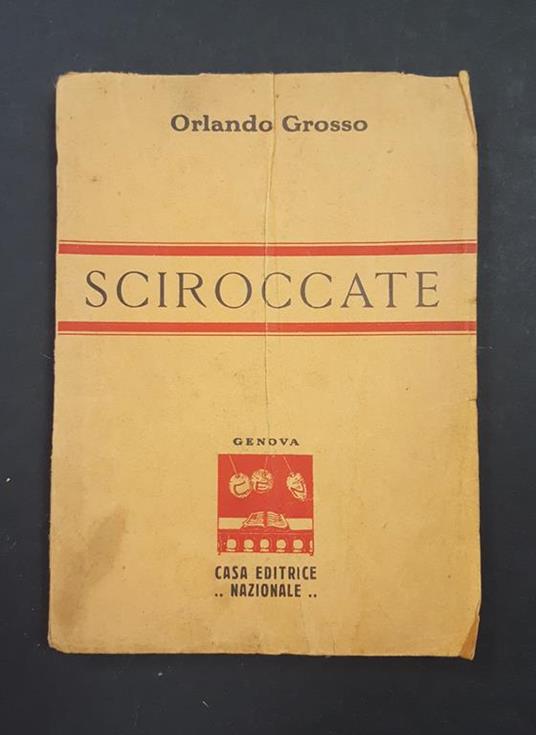 Orlando Grosso
SCIROCCATE
GENOVA
CASA EDITRICE
.. NAZIONALE ..